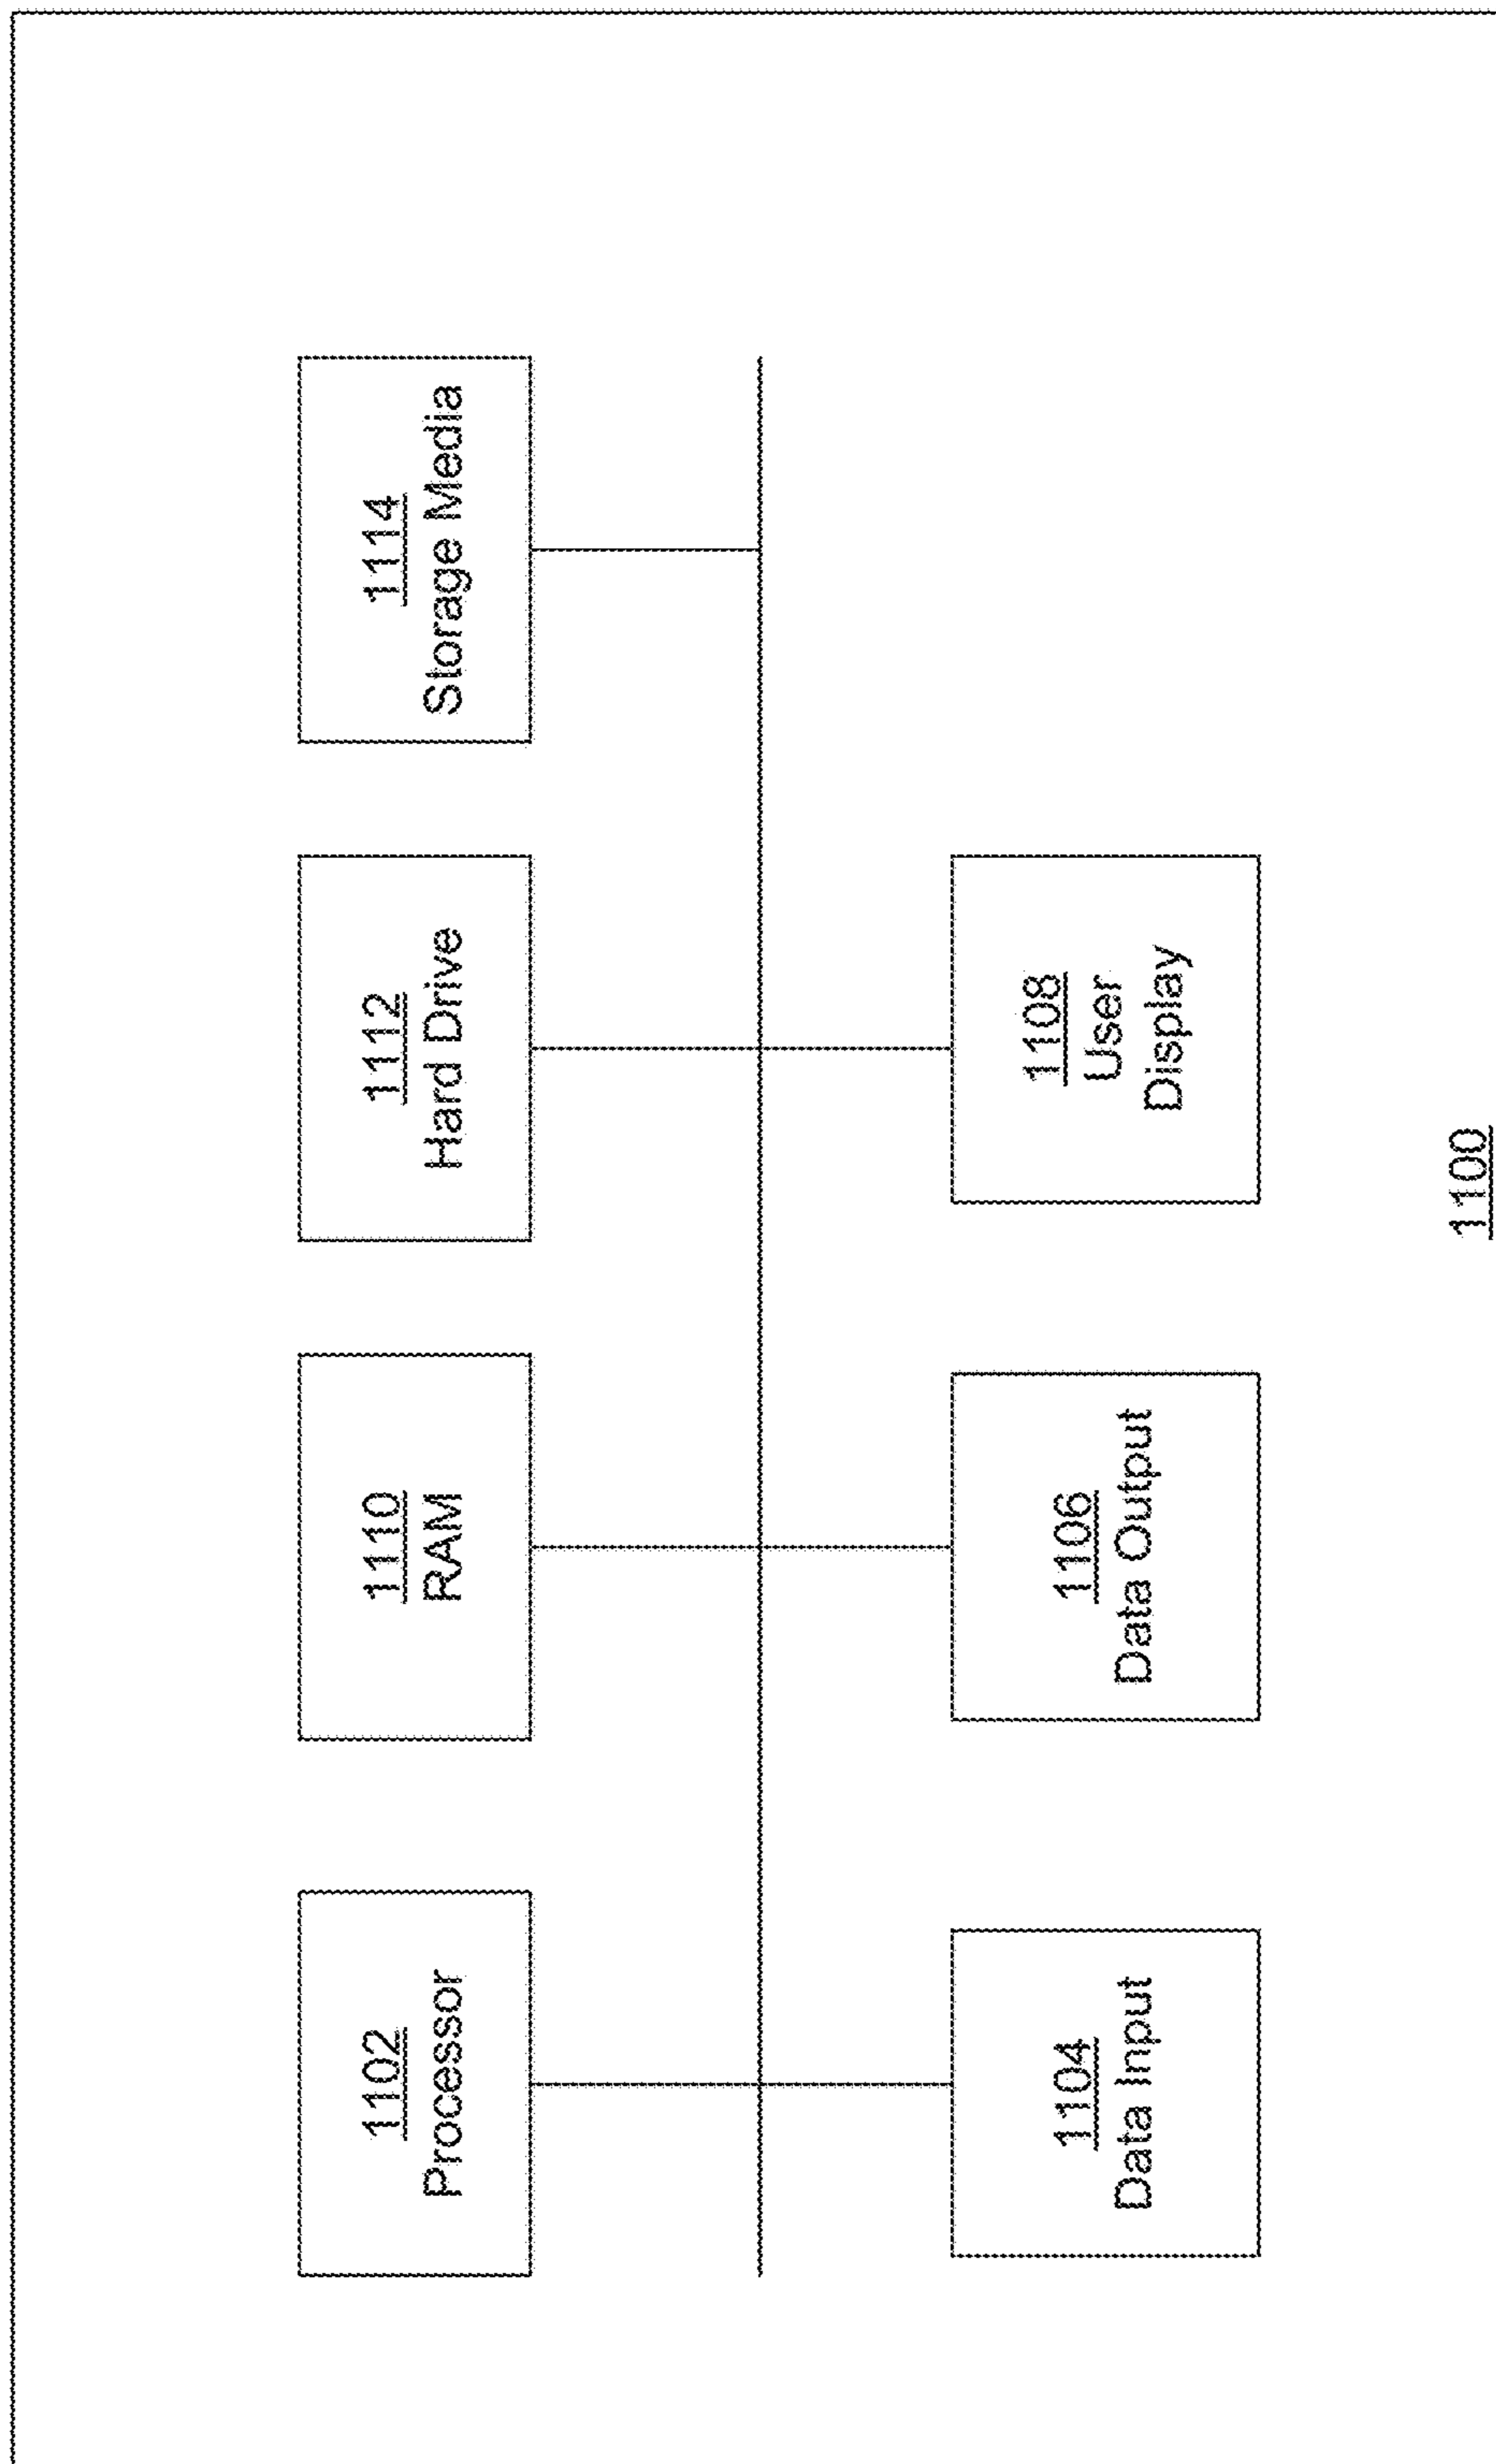 1102
Processor
1110
RAM
1112
Hard Drive
1114
Storage Media
1104
Data Input
1106
Data Output
1108
User
Display
1100